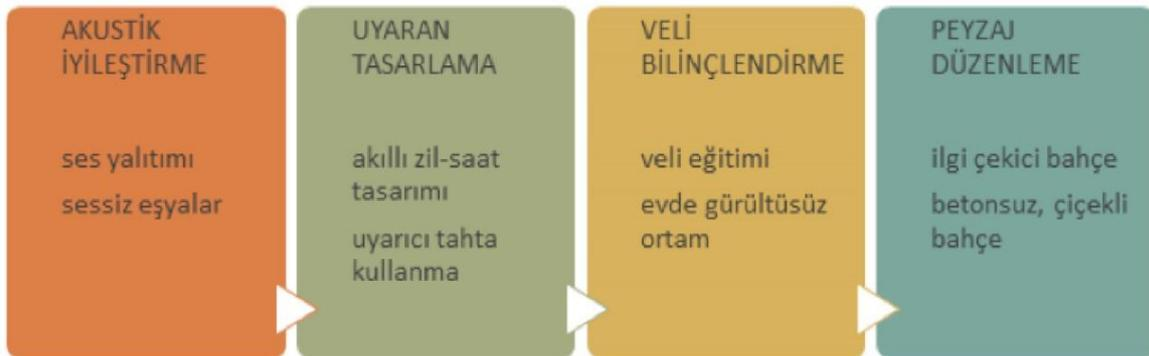 AKUSTİK
İYİLEŞTİRME
ses yalıtımı
sessiz eşyalar
UYARAN
TASARLAMA
akıllı zil-saat
tasarımı
uyarıcı tahta
kullanma
VELİ
BİLİNÇLENDİRME
veli eğitimi
evde gürültüsüz
ortam
PEYZAJ
DÜZENLEME
ilgi çekici bahçe
betonsuz, çiçekli
bahçe